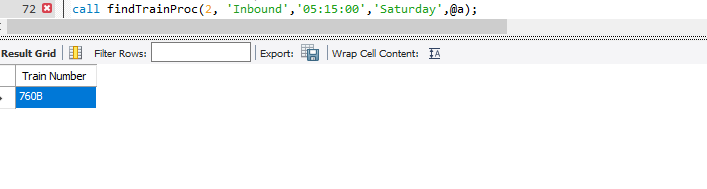 72 call findTrainProc(2, 'Inbound','05:15:00','Saturday',@a);
Result Grid Filter Rows: Export: Wrap Cell Content: IA
Train Number
760B